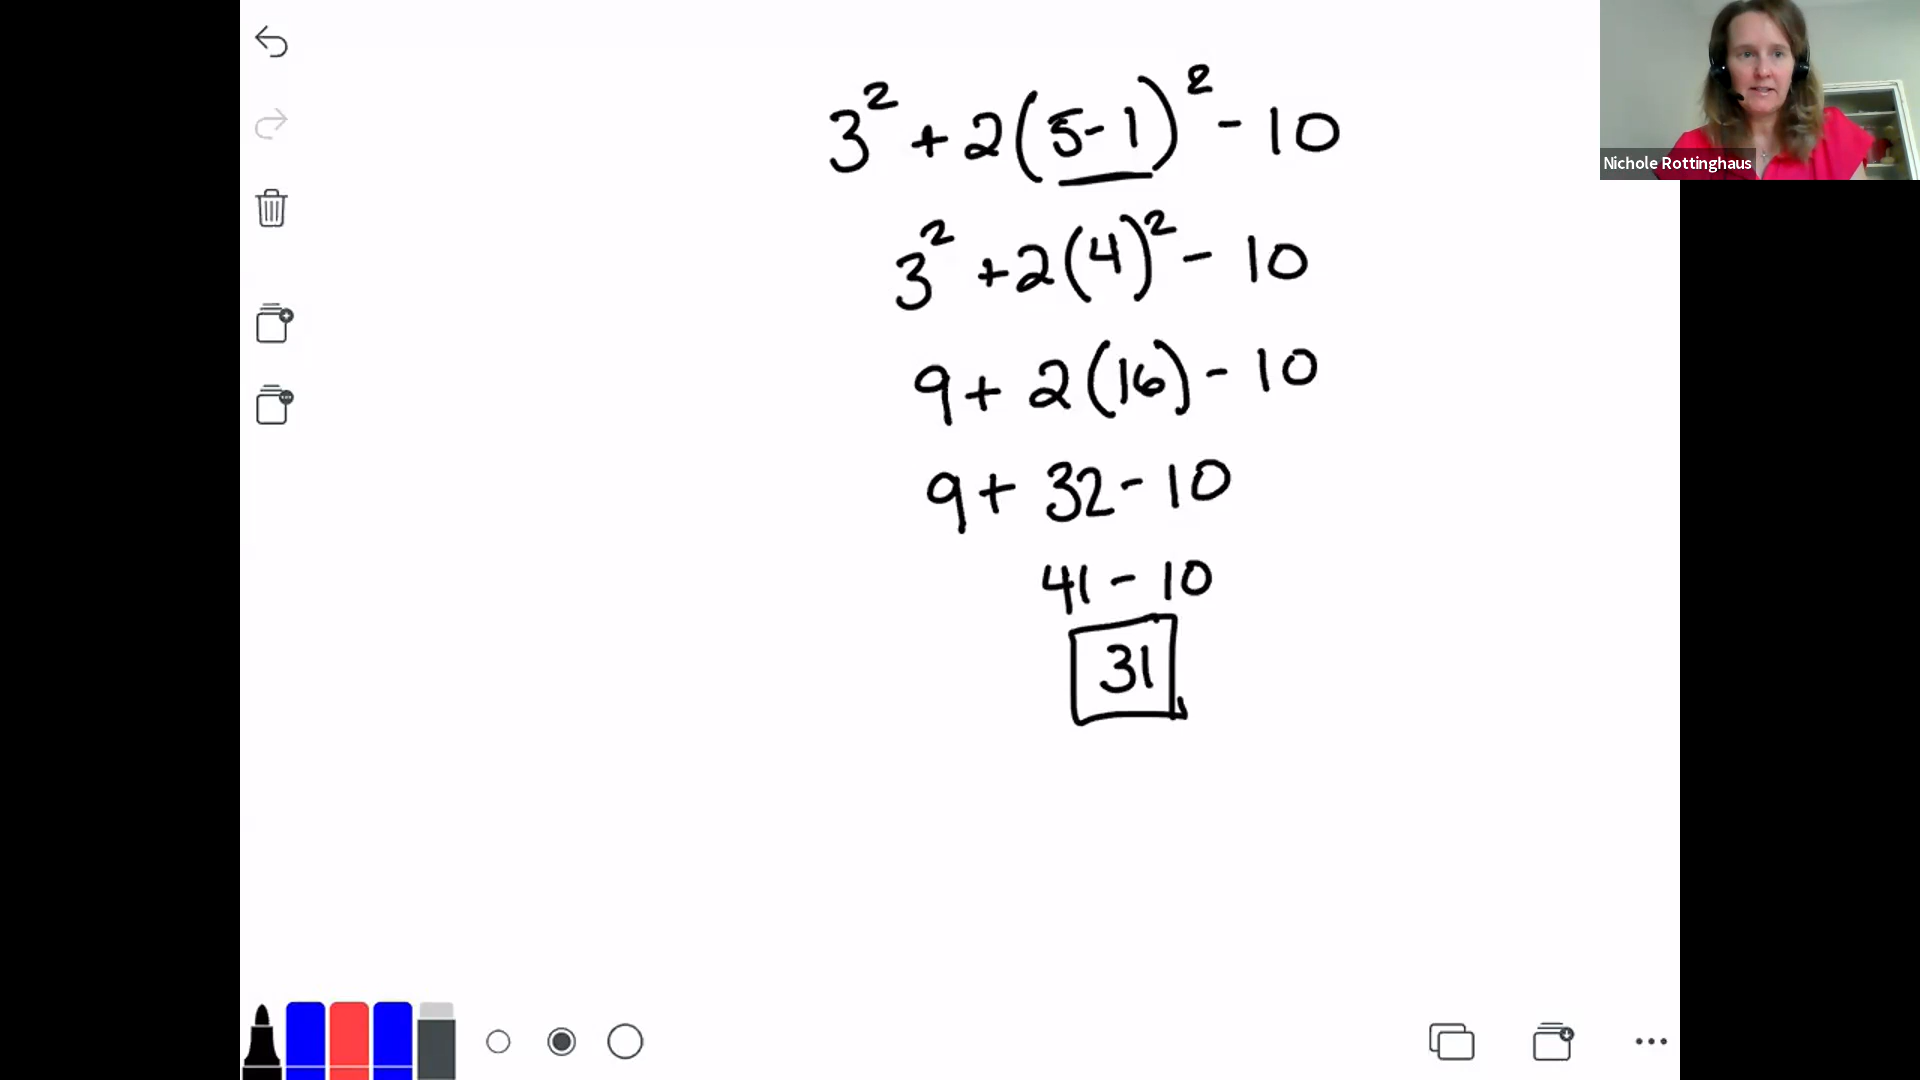 3² + 2(5-1)² - 10
Nichole Rottinghaus
3² + 2(4)² - 10
9 + 2(16) - 10
9 + 32 - 10
41 - 10
31